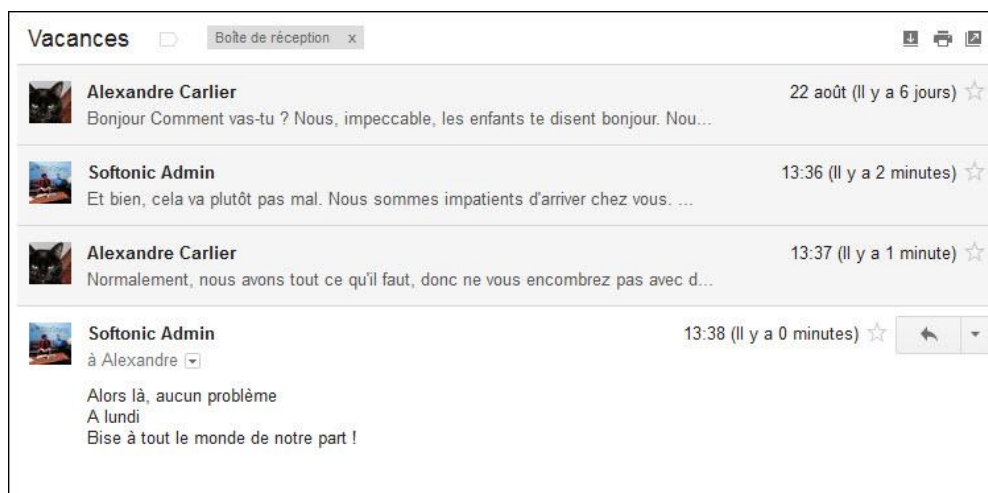 Vacances Boîte de réception x
Alexandre Carlier 22 août (Il y a 6 jours)
Bonjour Comment vas-tu ? Nous, impeccable, les enfants te disent bonjour. Nou...
Softonic Admin 13:36 (Il y a 2 minutes)
Et bien, cela va plutôt pas mal. Nous sommes impatients d'arriver chez vous. ...
Alexandre Carlier 13:37 (Il y a 1 minute)
Normalement, nous avons tout ce qu'il faut, donc ne vous encombrez pas avec d...
Softonic Admin 13:38 (Il y a 0 minutes)
à Alexandre
Alors là, aucun problème
A lundi
Bise à tout le monde de notre part !